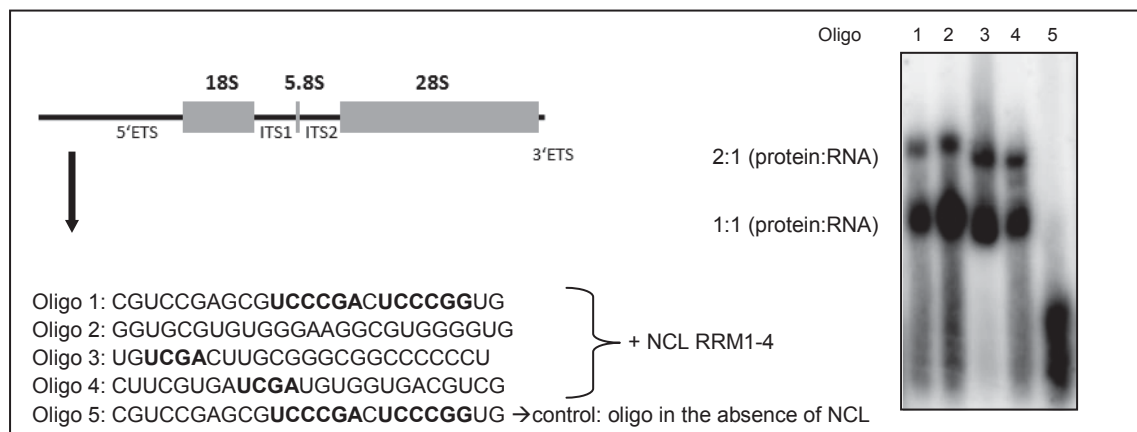 Oligo 1 2 3 4 5
18S 5.8S 28S
5'ETS ITS1 ITS2
3'ETS
2:1 (protein:RNA)
1:1 (protein:RNA)
Oligo 1: CGUCCGAGCGUCCCGACUCCCGGUG
Oligo 2: GGUGCGUGUGGGAAGGCGUGGGGUG
Oligo 3: UGUCGACUUGCGGGCGGCCCCCCU
Oligo 4: CUUCGUGAUCGAUGUGGUGACGUCG
+ NCL RRM1-4
Oligo 5: CGUCCGAGCGUCCCGACUCCCGGUG →control: oligo in the absence of NCL